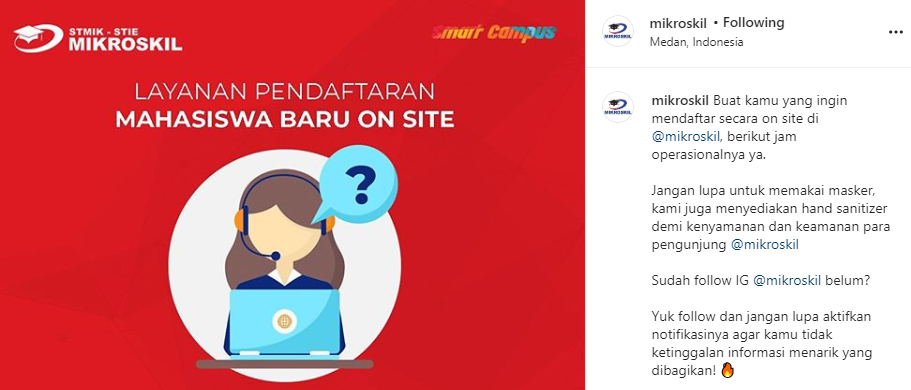 STMIK - STIE
MIKROSKIL
Smart Campus
LAYANAN PENDAFTARAN
MAHASISWA BARU ON SITE
?
mikroskil • Following
Medan, Indonesia
mikroskil Buat kamu yang ingin
mendaftar secara on site di
@mikroskil, berikut jam
operasionalnya ya.
Jangan lupa untuk memakai masker,
kami juga menyediakan hand sanitizer
demi kenyamanan dan keamanan para
pengunjung @mikroskil
Sudah follow IG @mikroskil belum?
Yuk follow dan jangan lupa aktifkan
notifikasinya agar kamu tidak
ketinggalan informasi menarik yang
dibagikan! 🔥